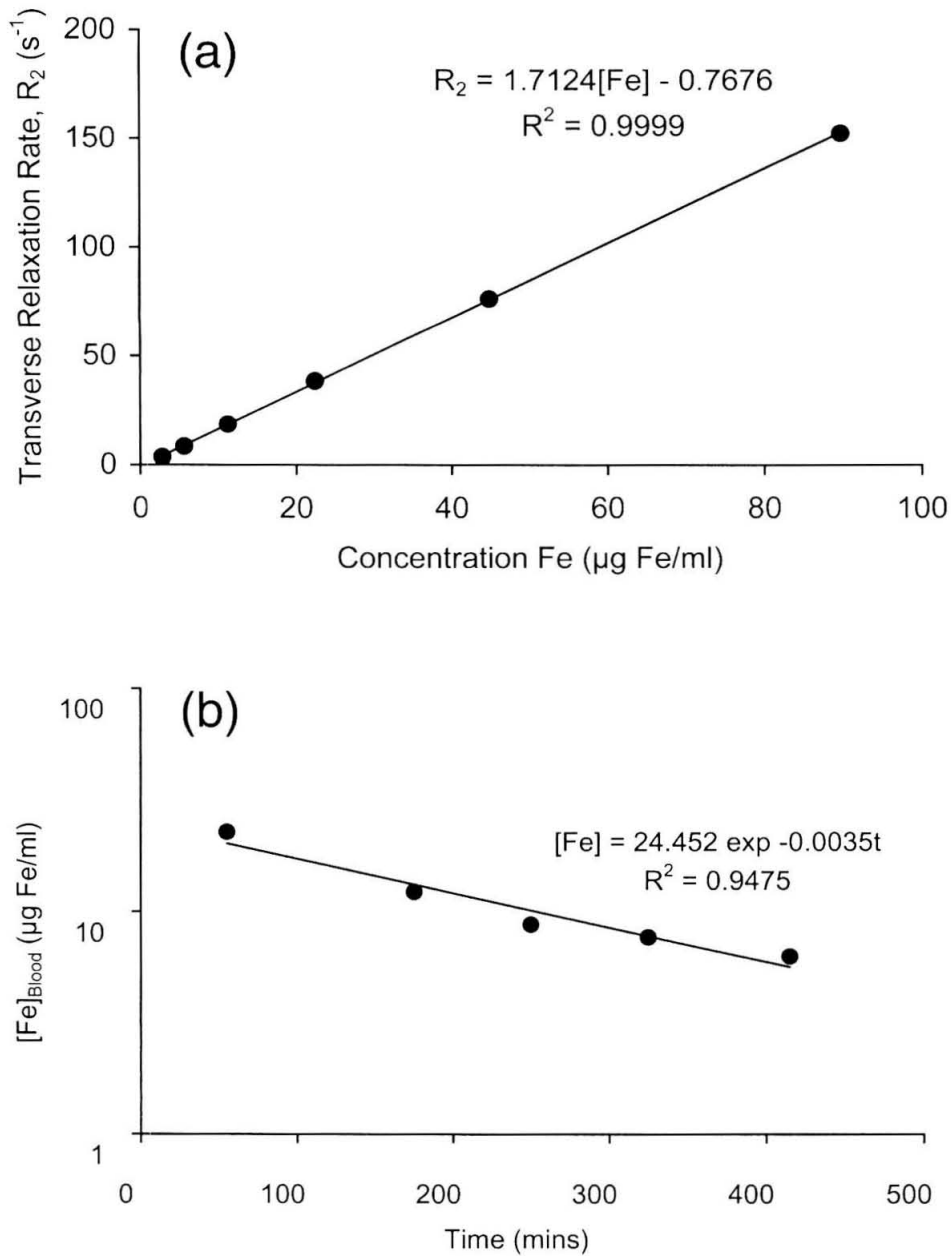 (a)
R₂ = 1.7124[Fe] - 0.7676
R² = 0.9999
Transverse Relaxation Rate, R₂ (s⁻¹)
200
150
100
50
0
0 20 40 60 80 100
Concentration Fe (µg Fe/ml)
(b)
[Fe] = 24.452 exp -0.0035t
R² = 0.9475
[Fe]Blood (µg Fe/ml)
100
10
1
0 100 200 300 400 500
Time (mins)